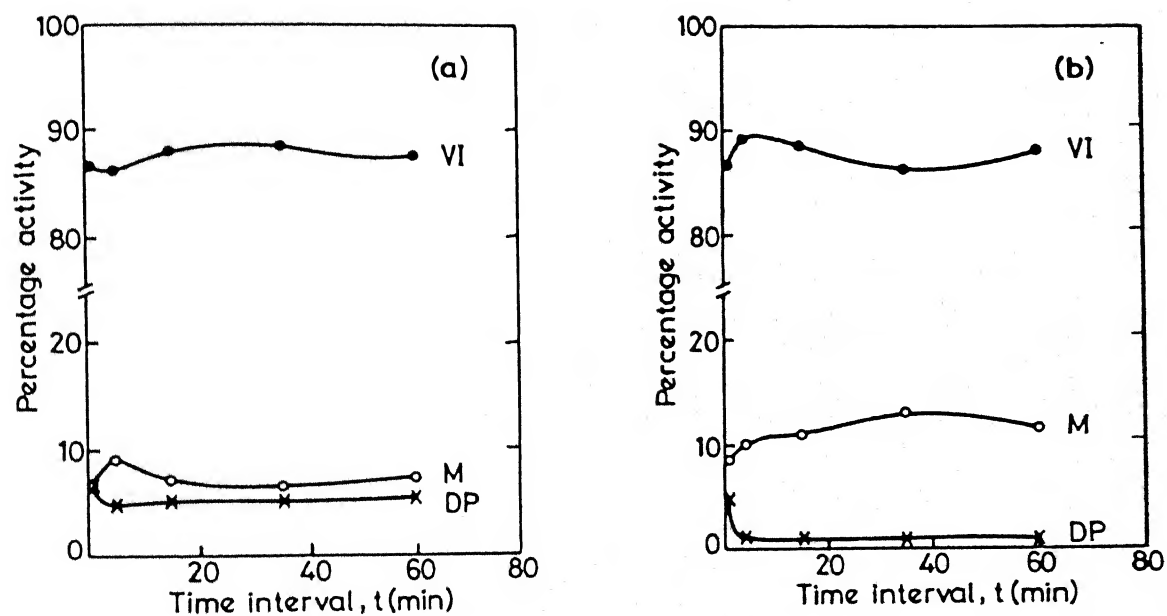 100
90
80
20
10
0
Percentage activity
(a)
VI
M
DP
20 40 60 80
Time interval, t (min)
100
90
80
20
10
0
Percentage activity
(b)
VI
M
DP
20 40 60 80
Time interval, t (min)